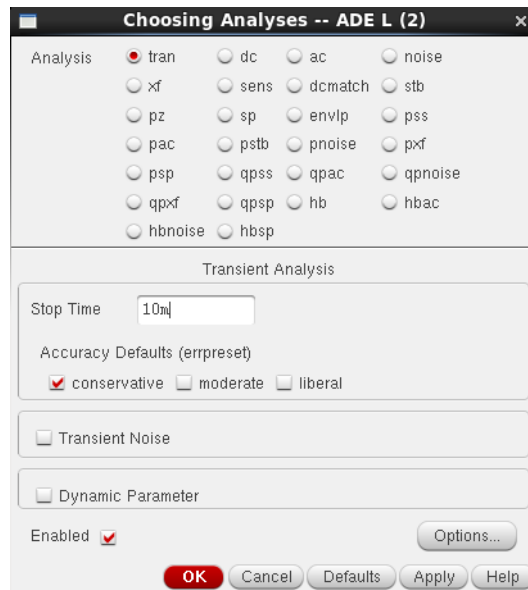 Choosing Analyses -- ADE L (2)
Analysis tran dc ac noise
xf sens dcmatch stb
pz sp envlp pss
pac pstb pnoise pxf
psp qpss qpac qpnoise
qpxf qpsp hb hbac
hbnoise hbsp
Transient Analysis
Stop Time 10m
Accuracy Defaults (errpreset)
conservative moderate liberal
Transient Noise
Dynamic Parameter
Enabled Options...
OK Cancel Defaults Apply Help